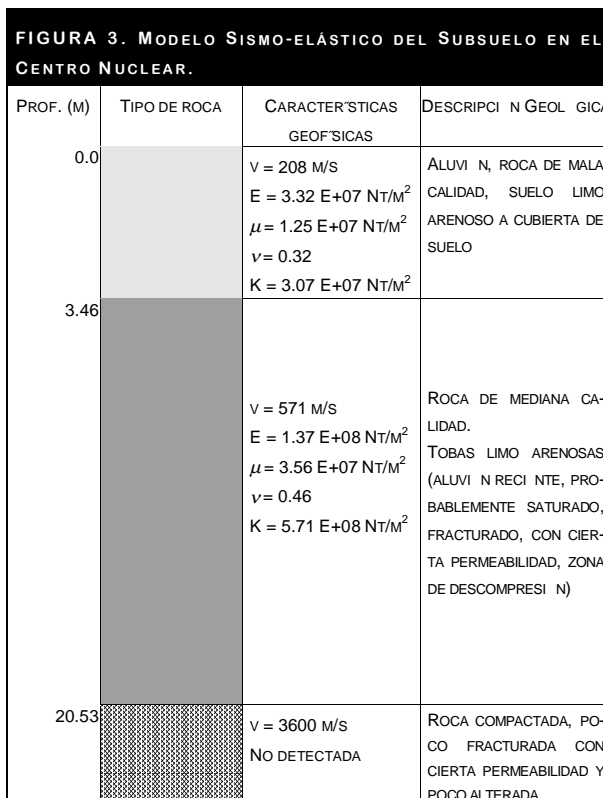 FIGURA 3. MODELO SISMO-ELÁSTICO DEL SUBSUELO EN EL
CENTRO NUCLEAR.
PROF. (M) TIPO DE ROCA CARACTER˝STICAS DESCRIPCI N GEOL GICA
GEOF˝SICAS
0.0
V = 208 M/S
E = 3.32 E+07 NT/M²
μ = 1.25 E+07 NT/M²
ν = 0.32
K = 3.07 E+07 NT/M²
ALUVI N, ROCA DE MALA
CALIDAD, SUELO LIMO
ARENOSO A CUBIERTA DE
SUELO
3.46
V = 571 M/S
E = 1.37 E+08 NT/M²
μ = 3.56 E+07 NT/M²
ν = 0.46
K = 5.71 E+08 NT/M²
ROCA DE MEDIANA CA-
LIDAD.
TOBAS LIMO ARENOSAS
(ALUVI N RECI NTE, PRO-
BABLEMENTE SATURADO,
FRACTURADO, CON CIER-
TA PERMEABILIDAD, ZONA
DE DESCOMPRESI N)
20.53
V = 3600 M/S
NO DETECTADA
ROCA COMPACTADA, PO-
CO FRACTURADA CON
CIERTA PERMEABILIDAD Y
POCO ALTERADA